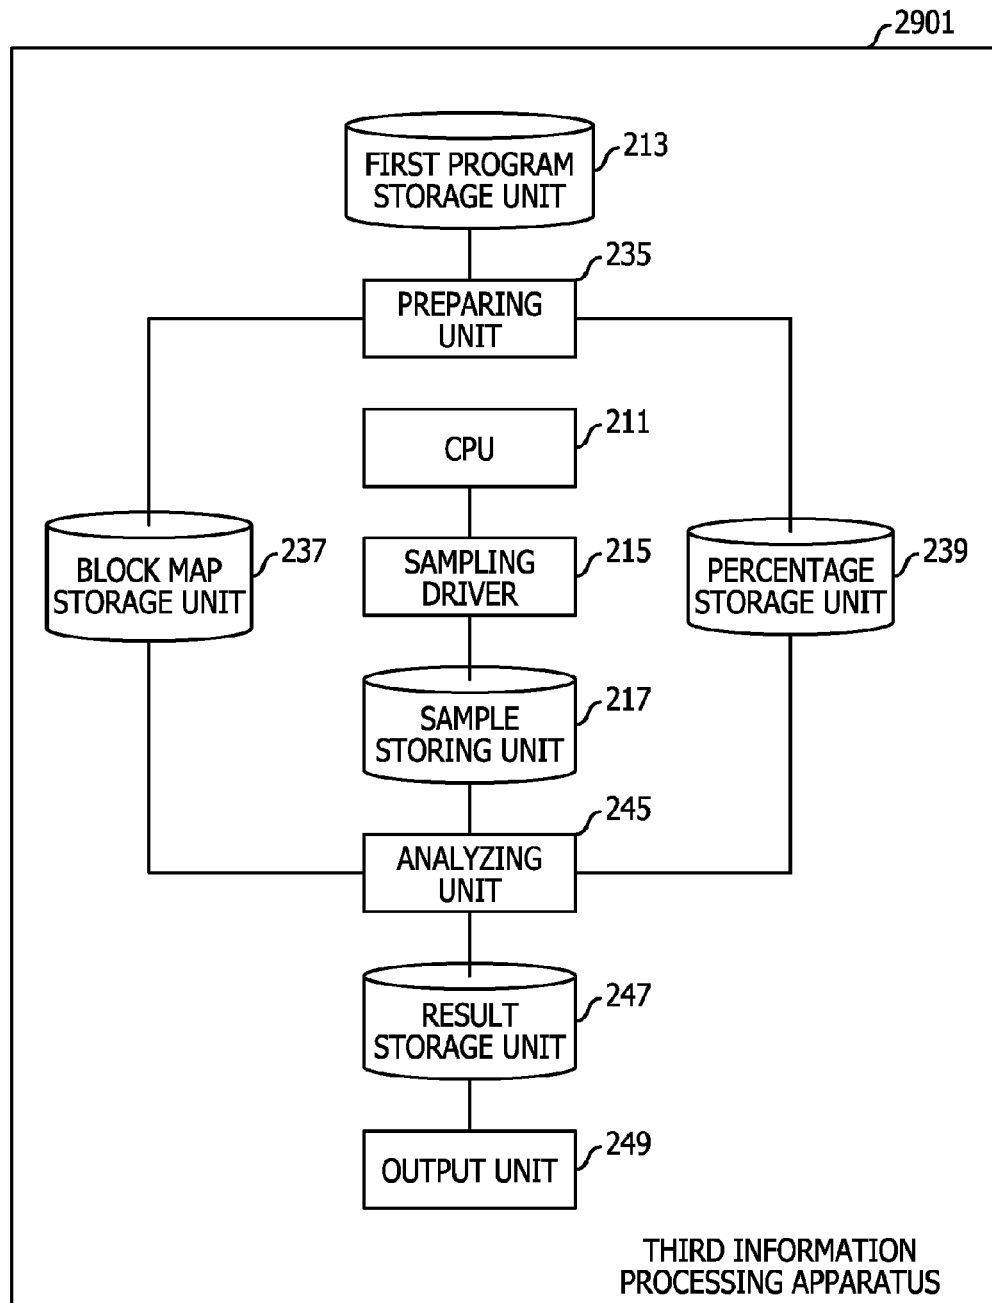 2901
FIRST PROGRAM
STORAGE UNIT
213
PREPARING
UNIT
235
CPU
211
BLOCK MAP
STORAGE UNIT
237
SAMPLING
DRIVER
215
PERCENTAGE
STORAGE UNIT
239
SAMPLE
STORING UNIT
217
ANALYZING
UNIT
245
RESULT
STORAGE UNIT
247
OUTPUT UNIT
249
THIRD INFORMATION
PROCESSING APPARATUS